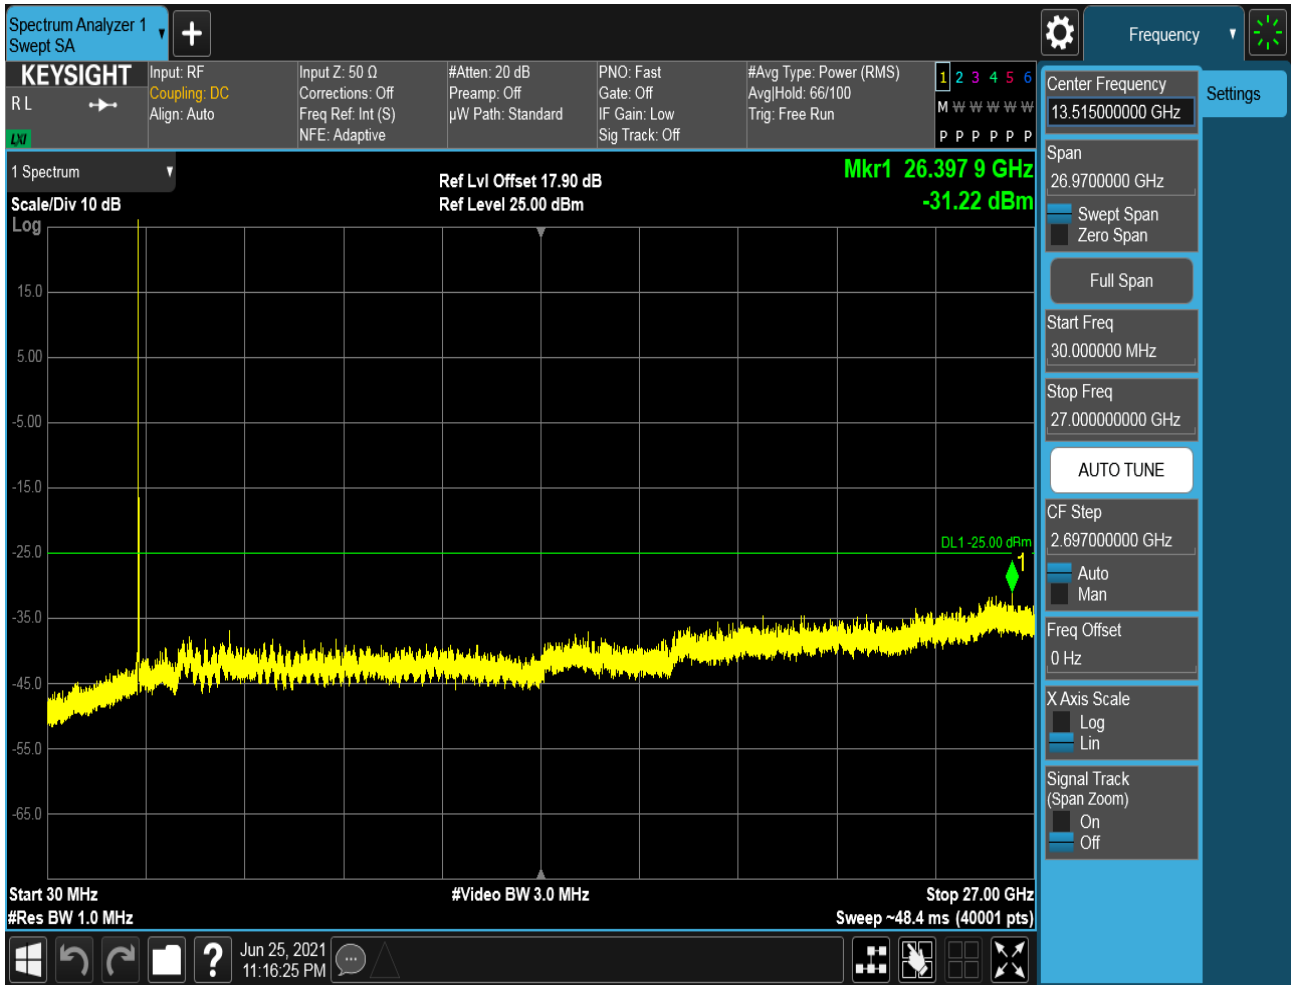 Spectrum Analyzer 1
Swept SA
Frequency
KEYSIGHT
R L
LXI
Input: RF
Coupling: DC
Align: Auto
Input Z: 50 Ω
Corrections: Off
Freq Ref: Int (S)
NFE: Adaptive
#Atten: 20 dB
Preamp: Off
µW Path: Standard
PNO: Fast
Gate: Off
IF Gain: Low
Sig Track: Off
#Avg Type: Power (RMS)
Avg|Hold: 66/100
Trig: Free Run
1 2 3 4 5 6
M W W W W W
P P P P P P
1 Spectrum
Scale/Div 10 dB
Log
Ref Lvl Offset 17.90 dB
Ref Level 25.00 dBm
Mkr1 26.397 9 GHz
-31.22 dBm
15.0
5.00
-5.00
-15.0
-25.0
-35.0
-45.0
-55.0
-65.0
DL1 -25.00 dBm
1
Start 30 MHz
#Res BW 1.0 MHz
#Video BW 3.0 MHz
Stop 27.00 GHz
Sweep ~48.4 ms (40001 pts)
Jun 25, 2021
11:16:25 PM
Center Frequency
13.515000000 GHz
Settings
Span
26.9700000 GHz
Swept Span
Zero Span
Full Span
Start Freq
30.000000 MHz
Stop Freq
27.000000000 GHz
AUTO TUNE
CF Step
2.697000000 GHz
Auto
Man
Freq Offset
0 Hz
X Axis Scale
Log
Lin
Signal Track
(Span Zoom)
On
Off